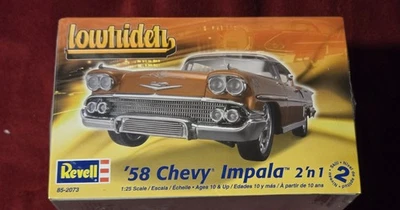 lowrider
Revell
85-2073
'58 Chevy Impala™ 2'n1
1:25 Scale / Escala / Échelle • Ages 10 & Up / Edades 10 y más / À partir de 10 ans
2